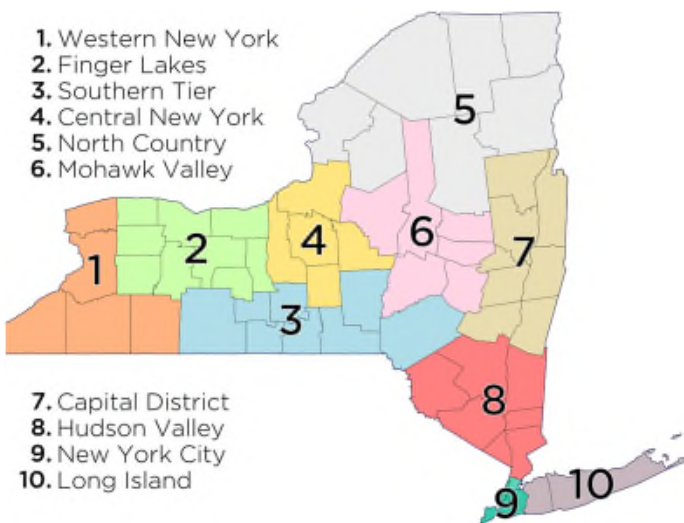 1. Western New York
2. Finger Lakes
3. Southern Tier
4. Central New York
5. North Country
6. Mohawk Valley
5
6
7
4
2
1
3
7. Capital District
8. Hudson Valley
9. New York City
10. Long Island
8
10
9